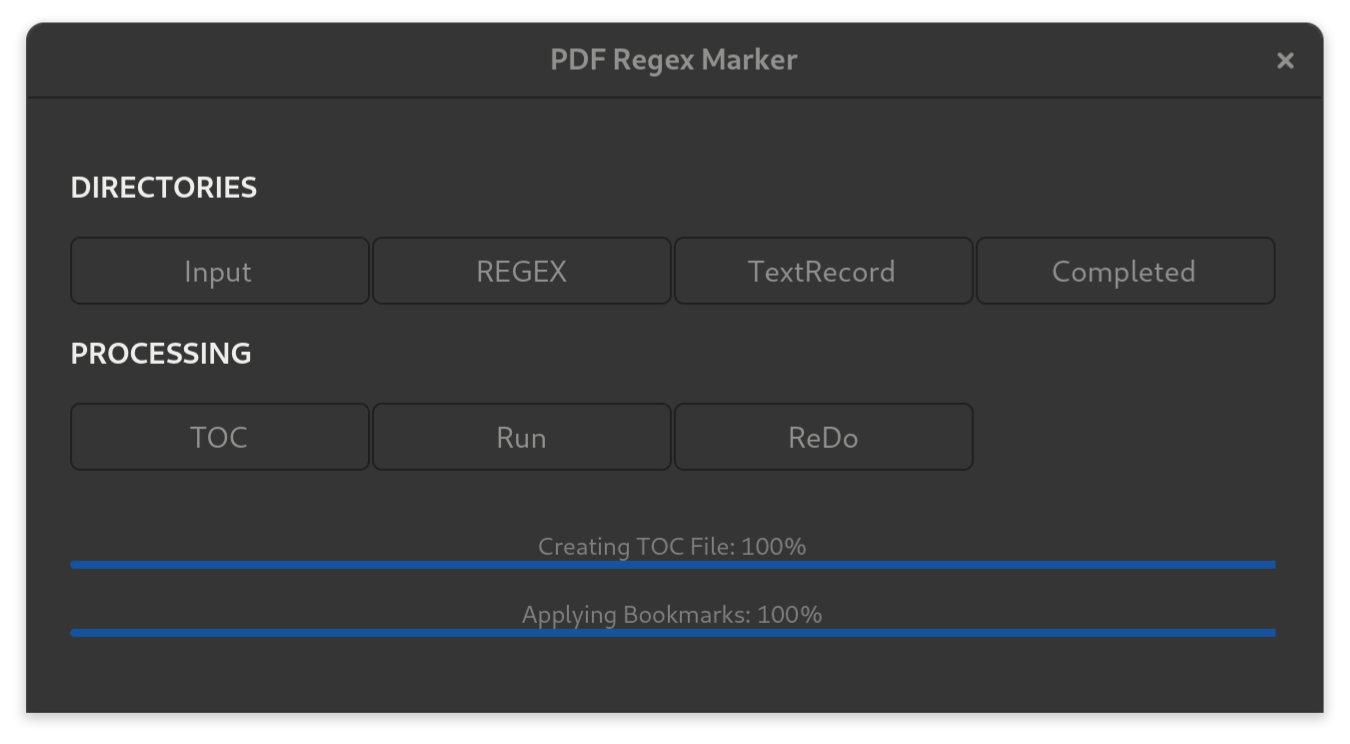 PDF Regex Marker
DIRECTORIES
Input REGEX TextRecord Completed
PROCESSING
TOC Run ReDo
Creating TOC File: 100%
Applying Bookmarks: 100%